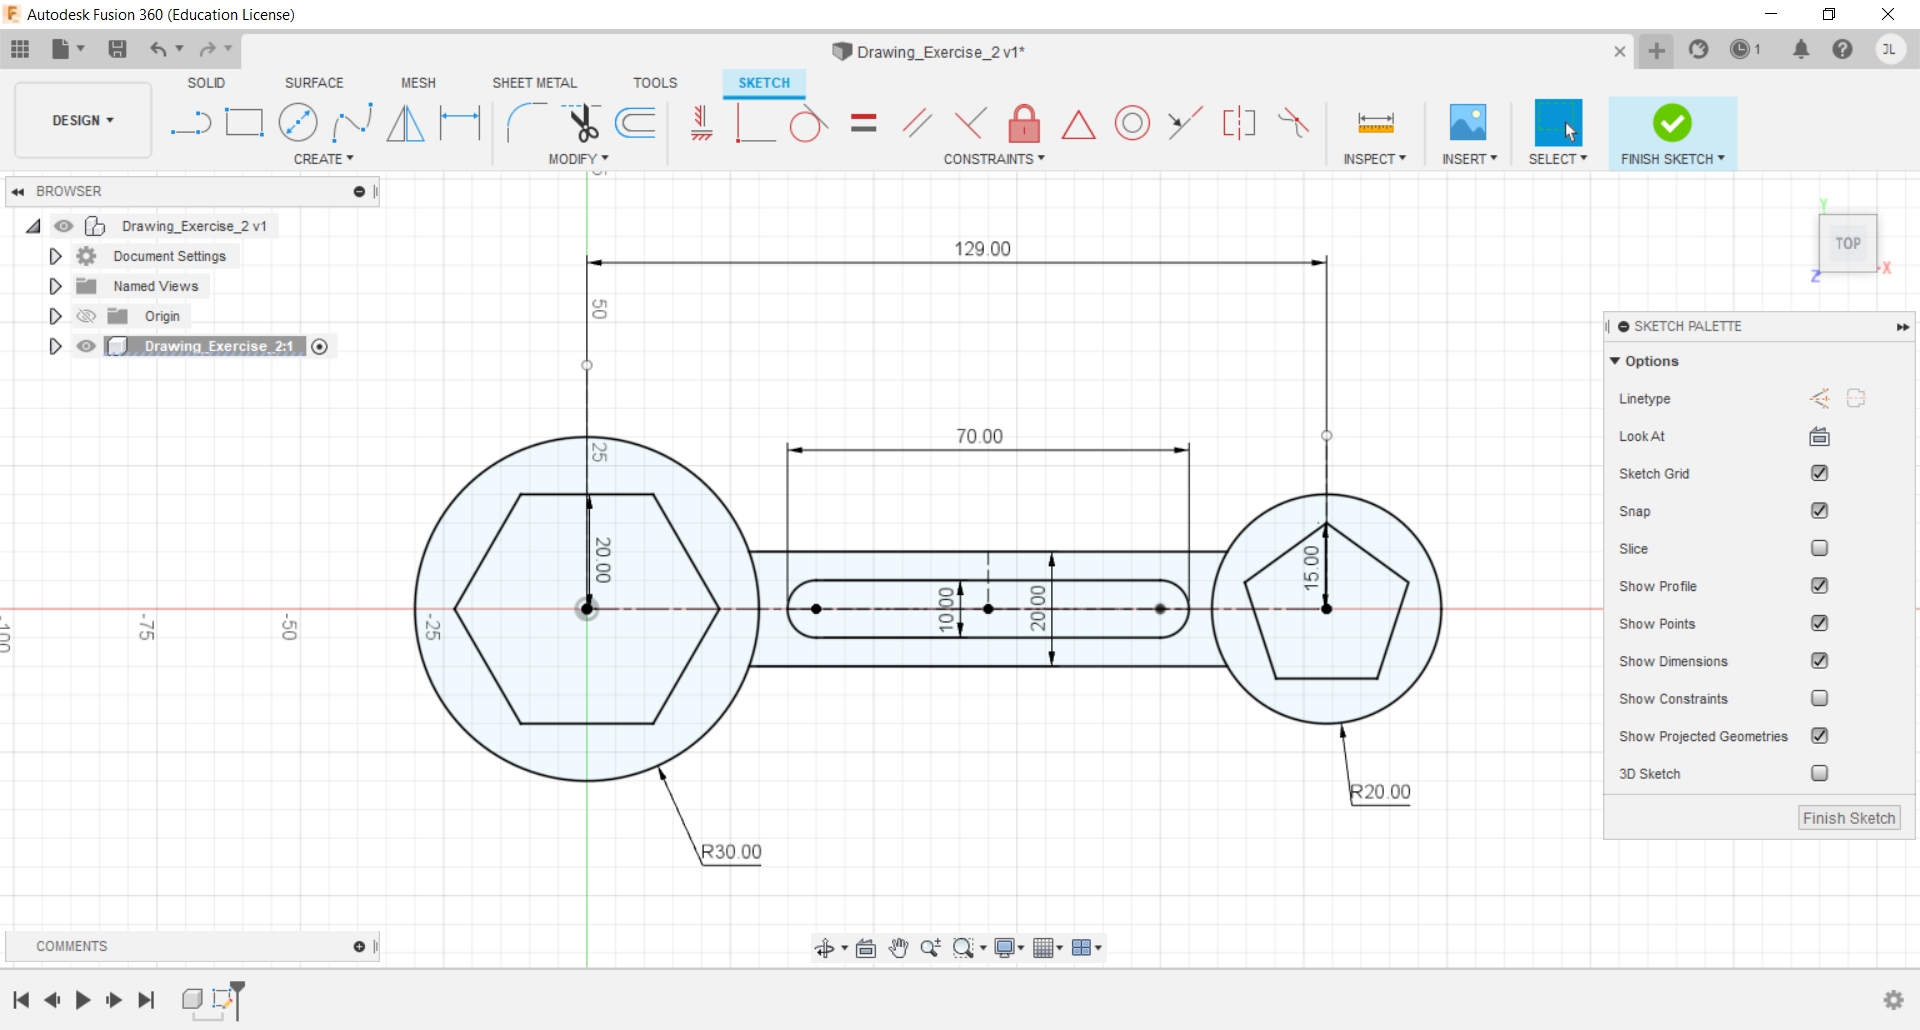 Autodesk Fusion 360 (Education License)
Drawing_Exercise_2 v1*
1
JL
SOLID SURFACE MESH SHEET METAL TOOLS SKETCH
DESIGN
CREATE MODIFY CONSTRAINTS INSPECT INSERT SELECT FINISH SKETCH
BROWSER
Drawing_Exercise_2 v1
Document Settings
Named Views
Origin
Drawing_Exercise_2:1
TOP
Y
X
Z
129.00
50
70.00
25
20.00
15.00
10.00
20.00
-100
-75
-50
-25
R20.00
R30.00
SKETCH PALETTE
Options
Linetype
Look At
Sketch Grid
Snap
Slice
Show Profile
Show Points
Show Dimensions
Show Constraints
Show Projected Geometries
3D Sketch
Finish Sketch
COMMENTS